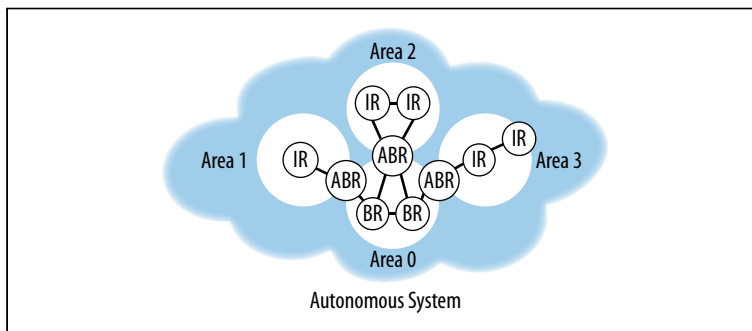 Area 2
IR IR
IR
Area 1 IR ABR IR Area 3
ABR ABR
BR BR
Area 0
Autonomous System